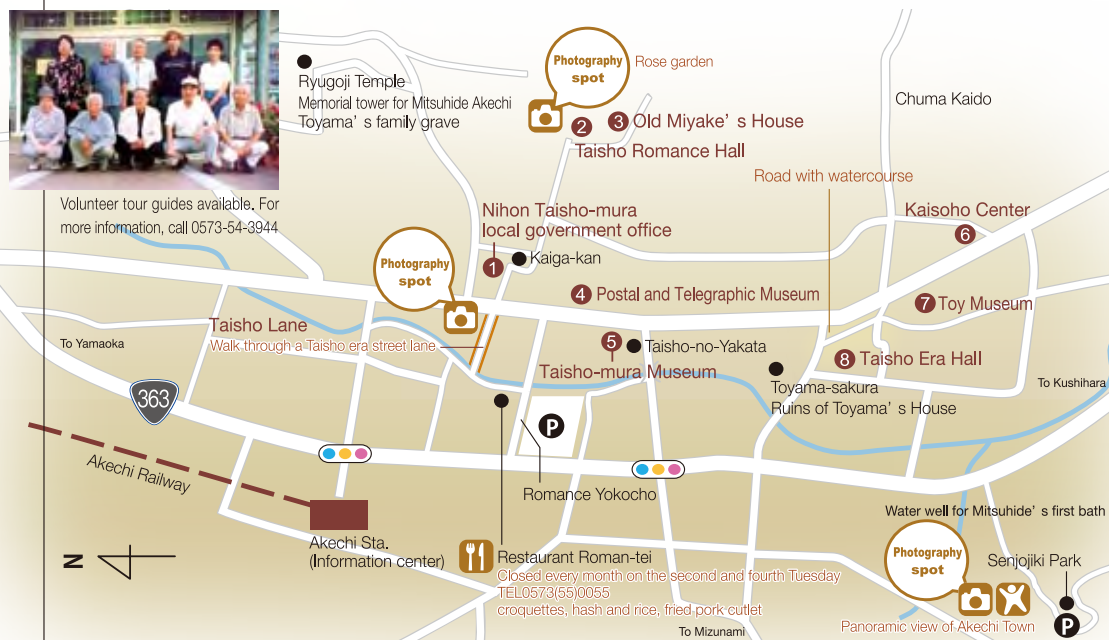 Ryugoji Temple
Memorial tower for Mitsuhide Akechi
Toyama’ s family grave
Photography
spot
Rose garden
Chuma Kaido
2
3 Old Miyake’ s House
Taisho Romance Hall
Road with watercourse
Volunteer tour guides available. For
more information, call 0573-54-3944
Nihon Taisho-mura
local government office
1
Kaiga-kan
Kaisoho Center
6
Photography
spot
4 Postal and Telegraphic Museum
7 Toy Museum
Taisho Lane
Walk through a Taisho era street lane
To Yamaoka
5
Taisho-no-Yakata
Taisho-mura Museum
8 Taisho Era Hall
Toyama-sakura
Ruins of Toyama’ s House
To Kushihara
363
P
Akechi Railway
Romance Yokocho
Akechi Sta.
(Information center)
N
Restaurant Roman-tei
Closed every month on the second and fourth Tuesday
TEL0573(55)0055
croquettes, hash and rice, fried pork cutlet
To Mizunami
Water well for Mitsuhide’ s first bath
Photography
spot
Senjojiki Park
P
Panoramic view of Akechi Town